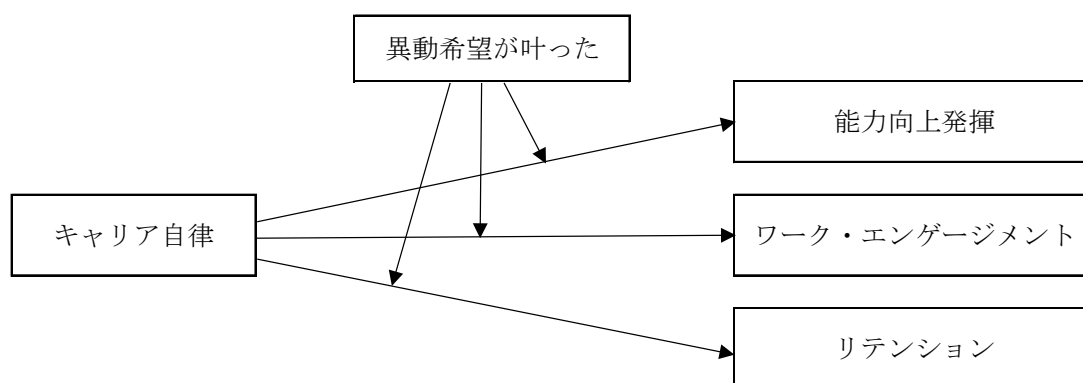 異動希望が叶った
能力向上発揮
キャリア自律
ワーク・エンゲージメント
リテンション